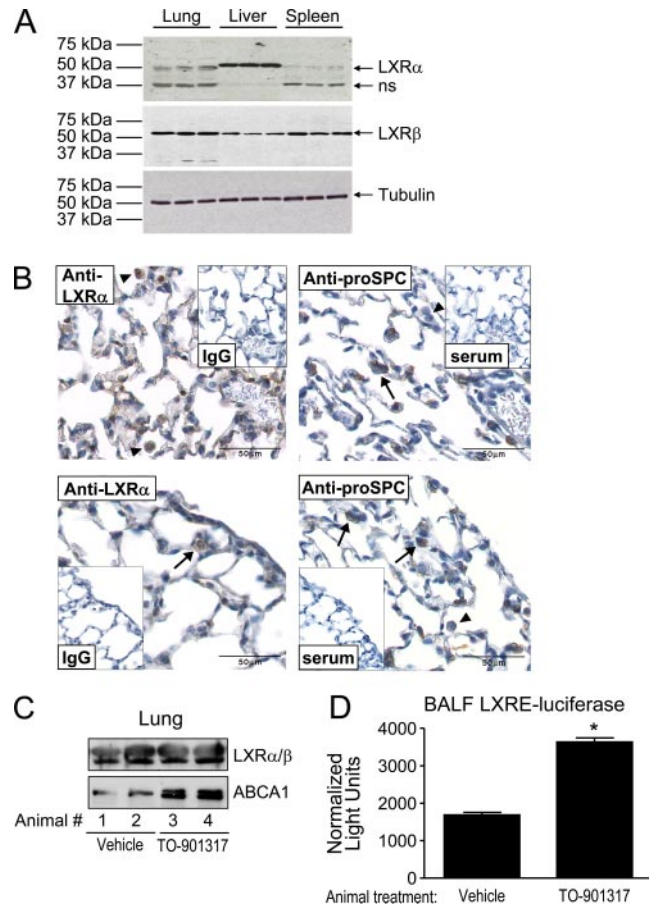 A
Lung Liver Spleen
75 kDa
50 kDa
37 kDa
LXRα
ns
75 kDa
50 kDa
37 kDa
LXRβ
75 kDa
50 kDa
37 kDa
Tubulin
B
Anti-
LXRα
IgG
50μm
Anti-proSPC
serum
50μm
Anti-LXRα
IgG
50μm
Anti-proSPC
serum
50μm
C
Lung
LXRα/β
ABCA1
Animal # 1 2 3 4
Vehicle TO-901317
D
BALF LXRE-luciferase
Normalized
Light Units
4000
3000
2000
1000
0
*
Animal treatment: Vehicle TO-901317